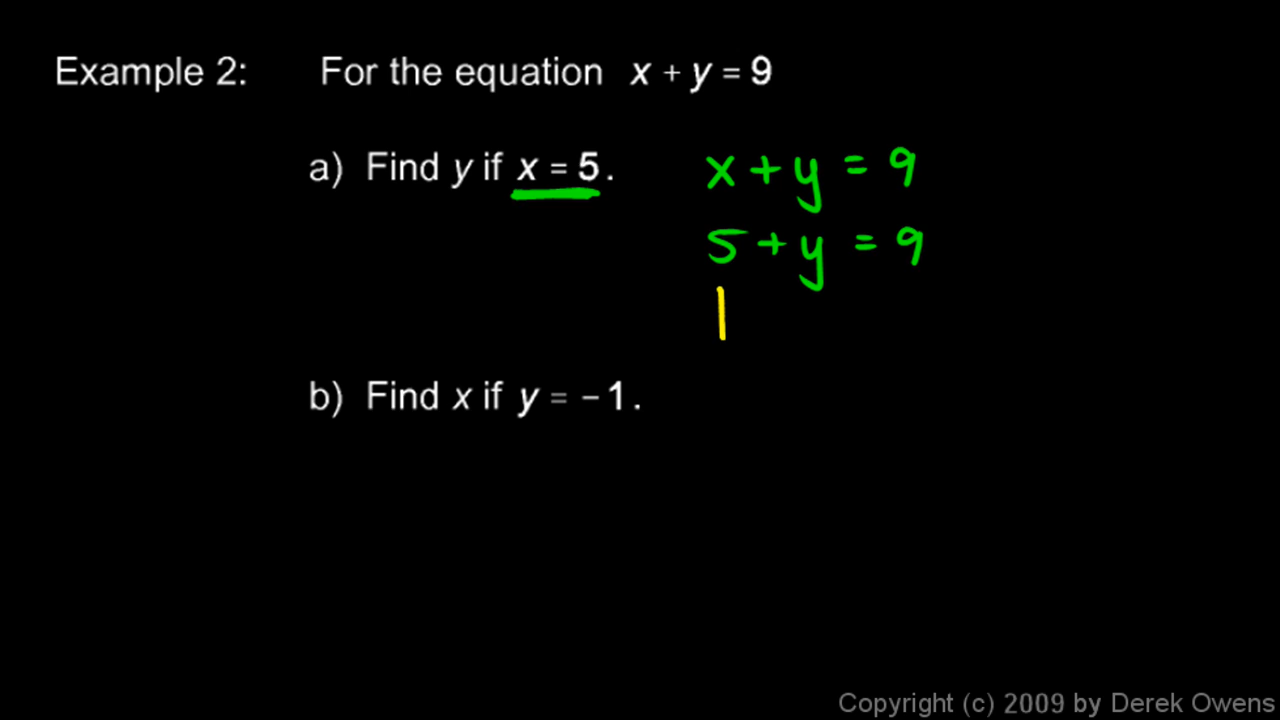 Example 2: For the equation x + y = 9
a) Find y if x = 5. x + y = 9
5 + y = 9
b) Find x if y = – 1.
Copyright (c) 2009 by Derek Owens